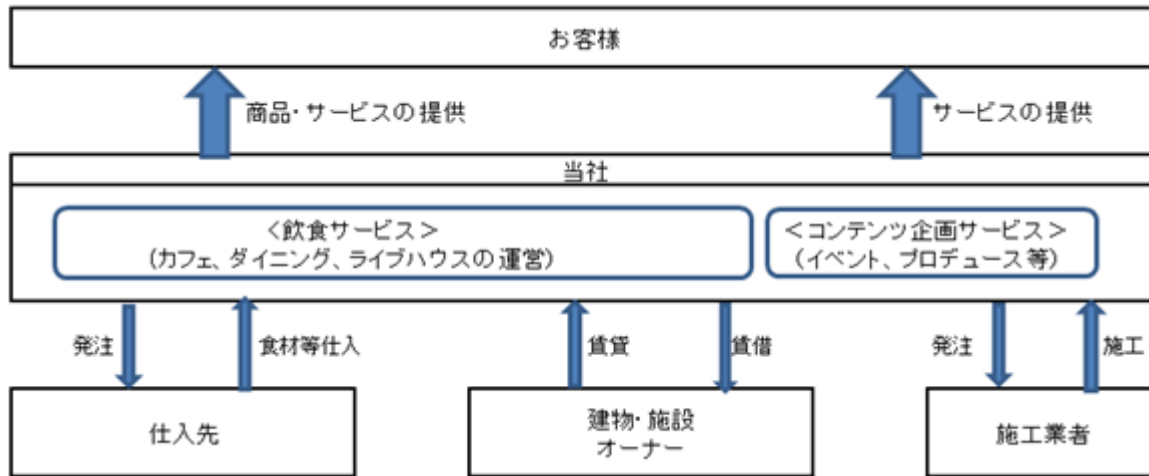 お客様
商品・サービスの提供
サービスの提供
当社
＜飲食サービス＞
(カフェ、ダイニング、ライブハウスの運営)
＜コンテンツ企画サービス＞
(イベント、プロデュース等)
発注
食材等仕入
賃貸
賃借
発注
施工
仕入先
建物・施設
オーナー
施工業者